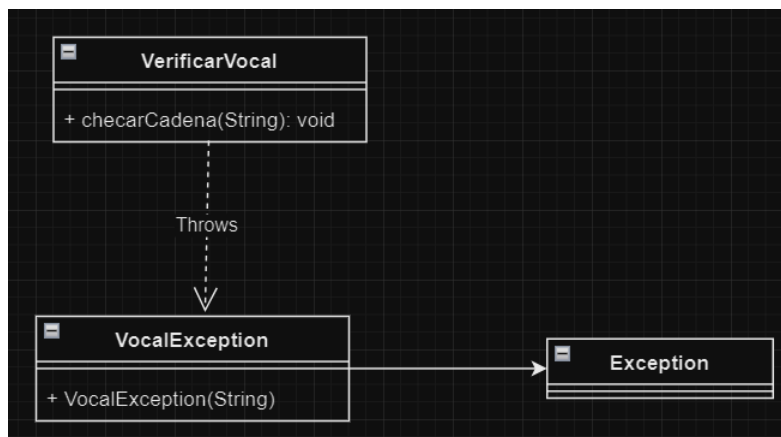 VerificarVocal
+ checarCadena(String): void
Throws
VocalException
+ VocalException(String)
Exception